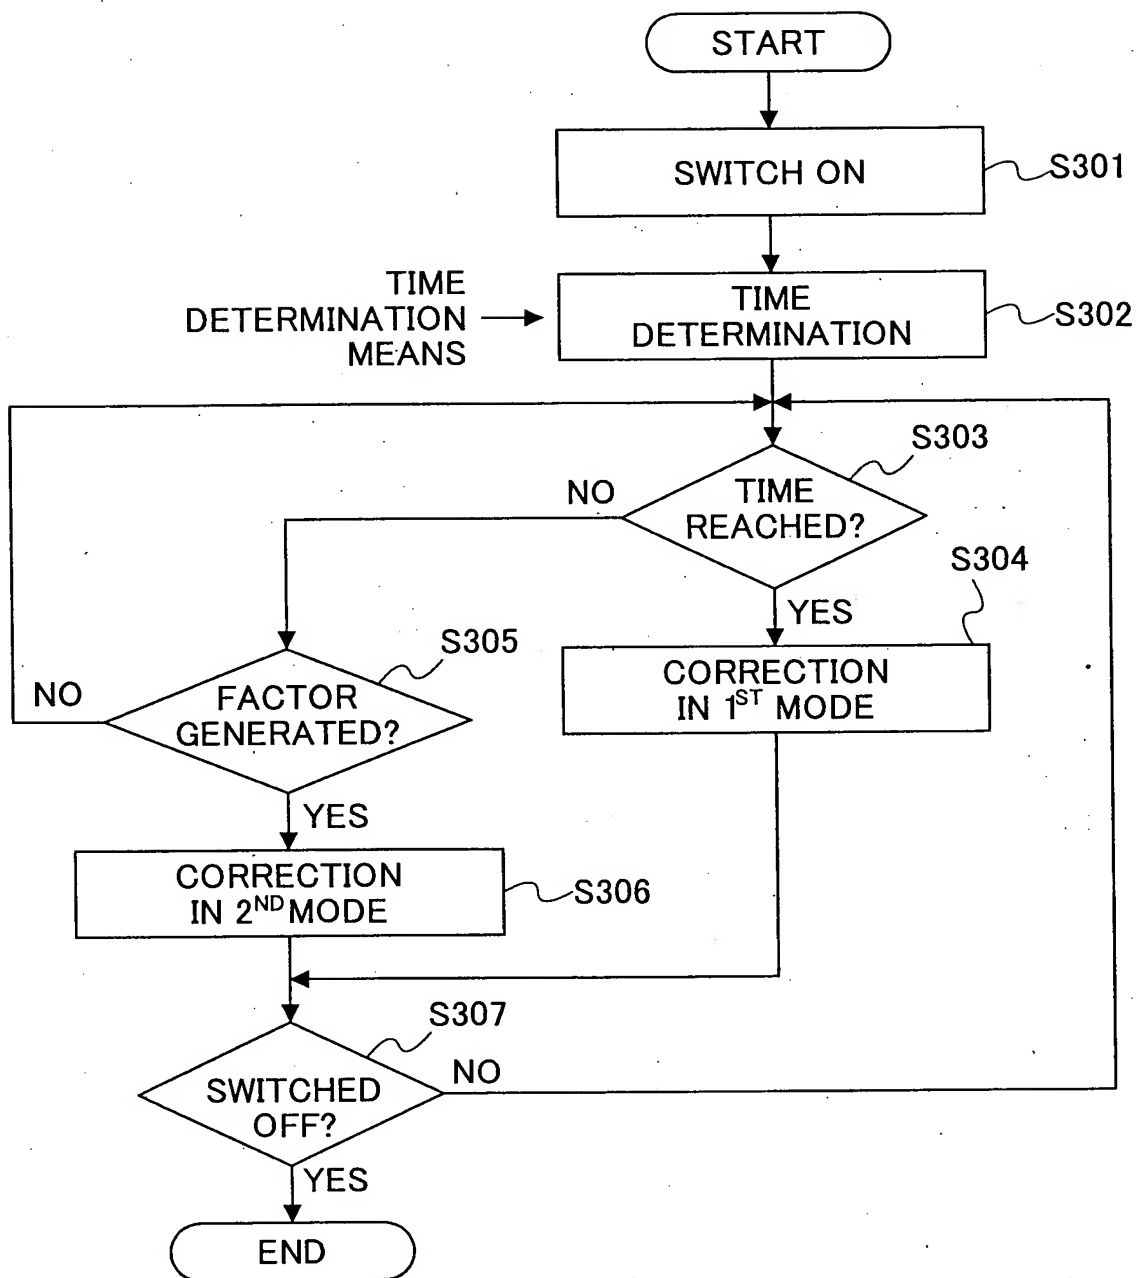 START
SWITCH ON
S301
TIME
DETERMINATION
MEANS
TIME
DETERMINATION
S302
S303
NO
TIME
REACHED?
S304
YES
S305
CORRECTION
IN 1ST MODE
NO
FACTOR
GENERATED?
YES
CORRECTION
IN 2ND MODE
S306
S307
NO
SWITCHED
OFF?
YES
END